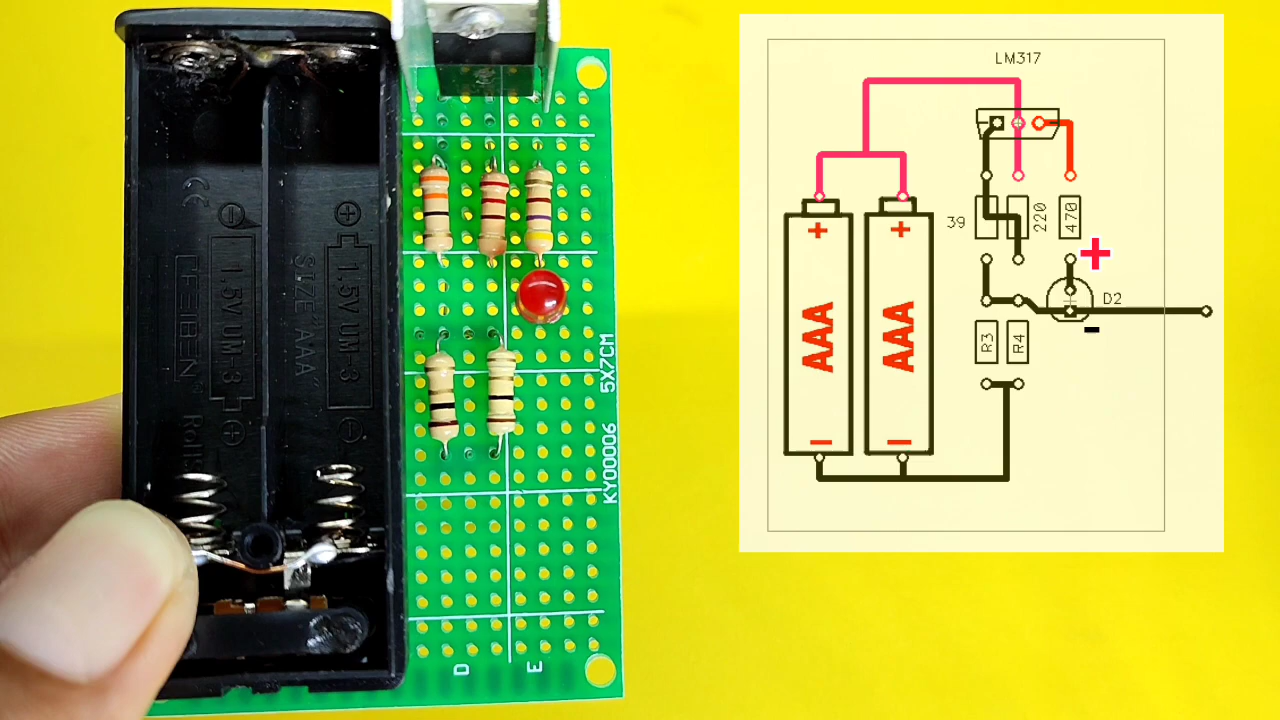 1.5V UM-3
"SIZE AAA"
1.5V UM-3
FEIBEN
RoHS
5X7CM
KY00006
D
E
LM317
39
220
470
+
D2
-
+
AAA
-
+
AAA
-
R3
R4